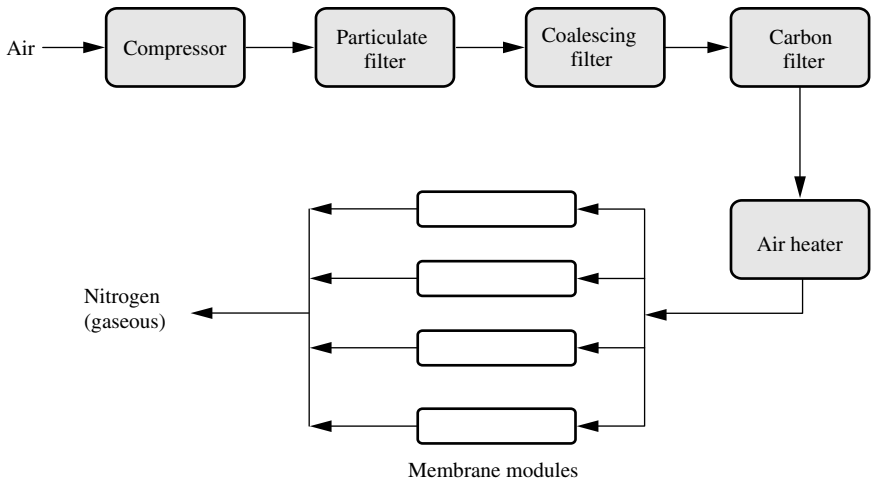 Air
Compressor
Particulate
filter
Coalescing
filter
Carbon
filter
Air heater
Nitrogen
(gaseous)
Membrane modules